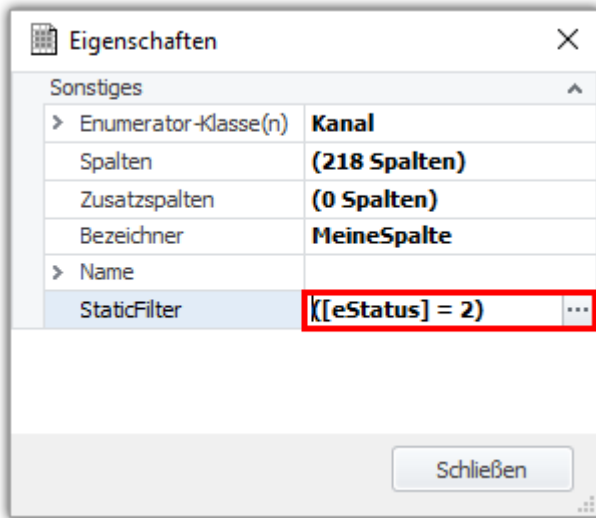 Eigenschaften
Sonstiges
Enumerator-Klasse(n) Kanal
Spalten (218 Spalten)
Zusatzspalten (0 Spalten)
Bezeichner MeineSpalte
Name
StaticFilter ([eStatus] = 2) ...
Schließen